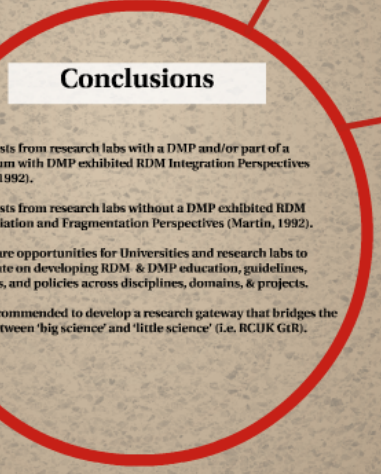 Conclusions
sts from research labs with a DMP and/or part of a
um with DMP exhibited RDM Integration Perspectives
1992).
sts from research labs without a DMP exhibited RDM
iation and Fragmentation Perspectives (Martin, 1992).
are opportunities for Universities and research labs to
te on developing RDM & DMP education, guidelines,
s, and policies across disciplines, domains, & projects.
commended to develop a research gateway that bridges the
tween 'big science' and 'little science' (i.e. RCUK GtR).